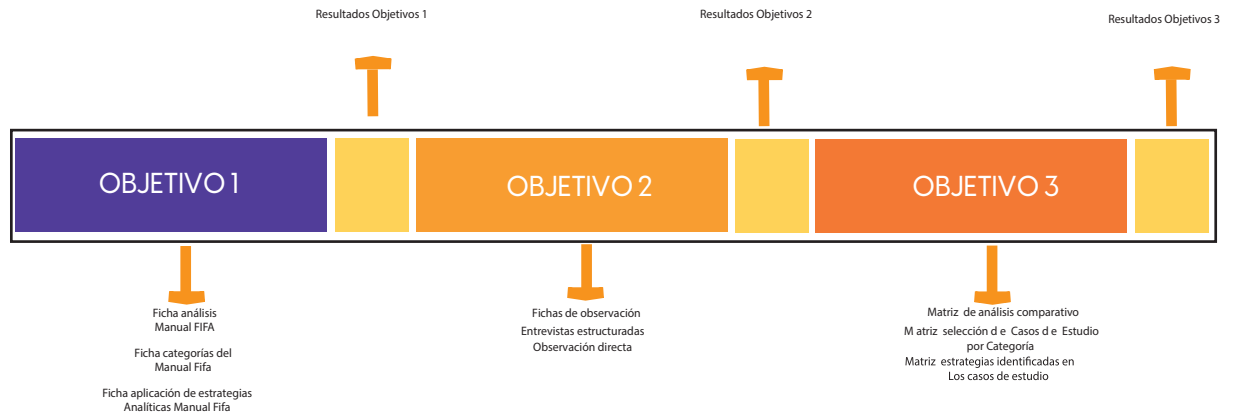 Resultados Objetivos 1
Resultados Objetivos 2
Resultados Objetivos 3
OBJETIVO 1
OBJETIVO 2
OBJETIVO 3
Ficha análisis
Manual FIFA
Ficha categorías del
Manual Fifa
Ficha aplicación de estrategias
Analíticas Manual Fifa
Fichas de observación
Entrevistas estructuradas
Observación directa
Matriz de análisis comparativo
M atriz selección d e Casos d e Estudio
por Categoría
Matriz estrategias identificadas en
Los casos de estudio